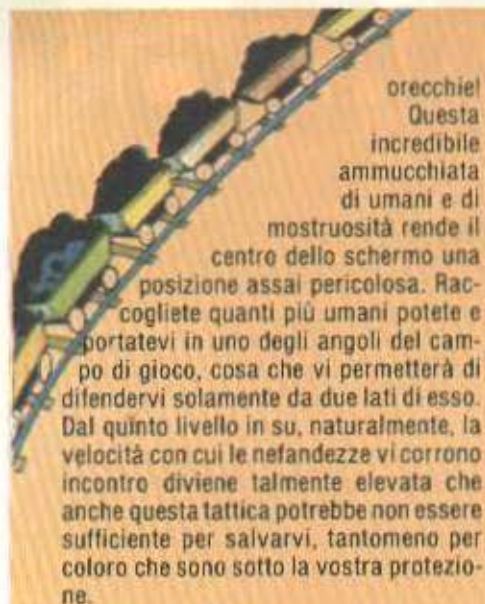 orecchie!
Questa
incredibile
ammucchiata
di umani e di
mostruosità rende il
centro dello schermo una
posizione assai pericolosa. Rac-
cogliete quanti più umani potete e
portatevi in uno degli angoli del cam-
po di gioco, cosa che vi permetterà di
difendervi solamente da due lati di esso.
Dal quinto livello in su, naturalmente, la
velocità con cui le nefandezze vi corrono
incontro diviene talmente elevata che
anche questa tattica potrebbe non essere
sufficiente per salvarvi, tantomeno per
coloro che sono sotto la vostra protezio-
ne.